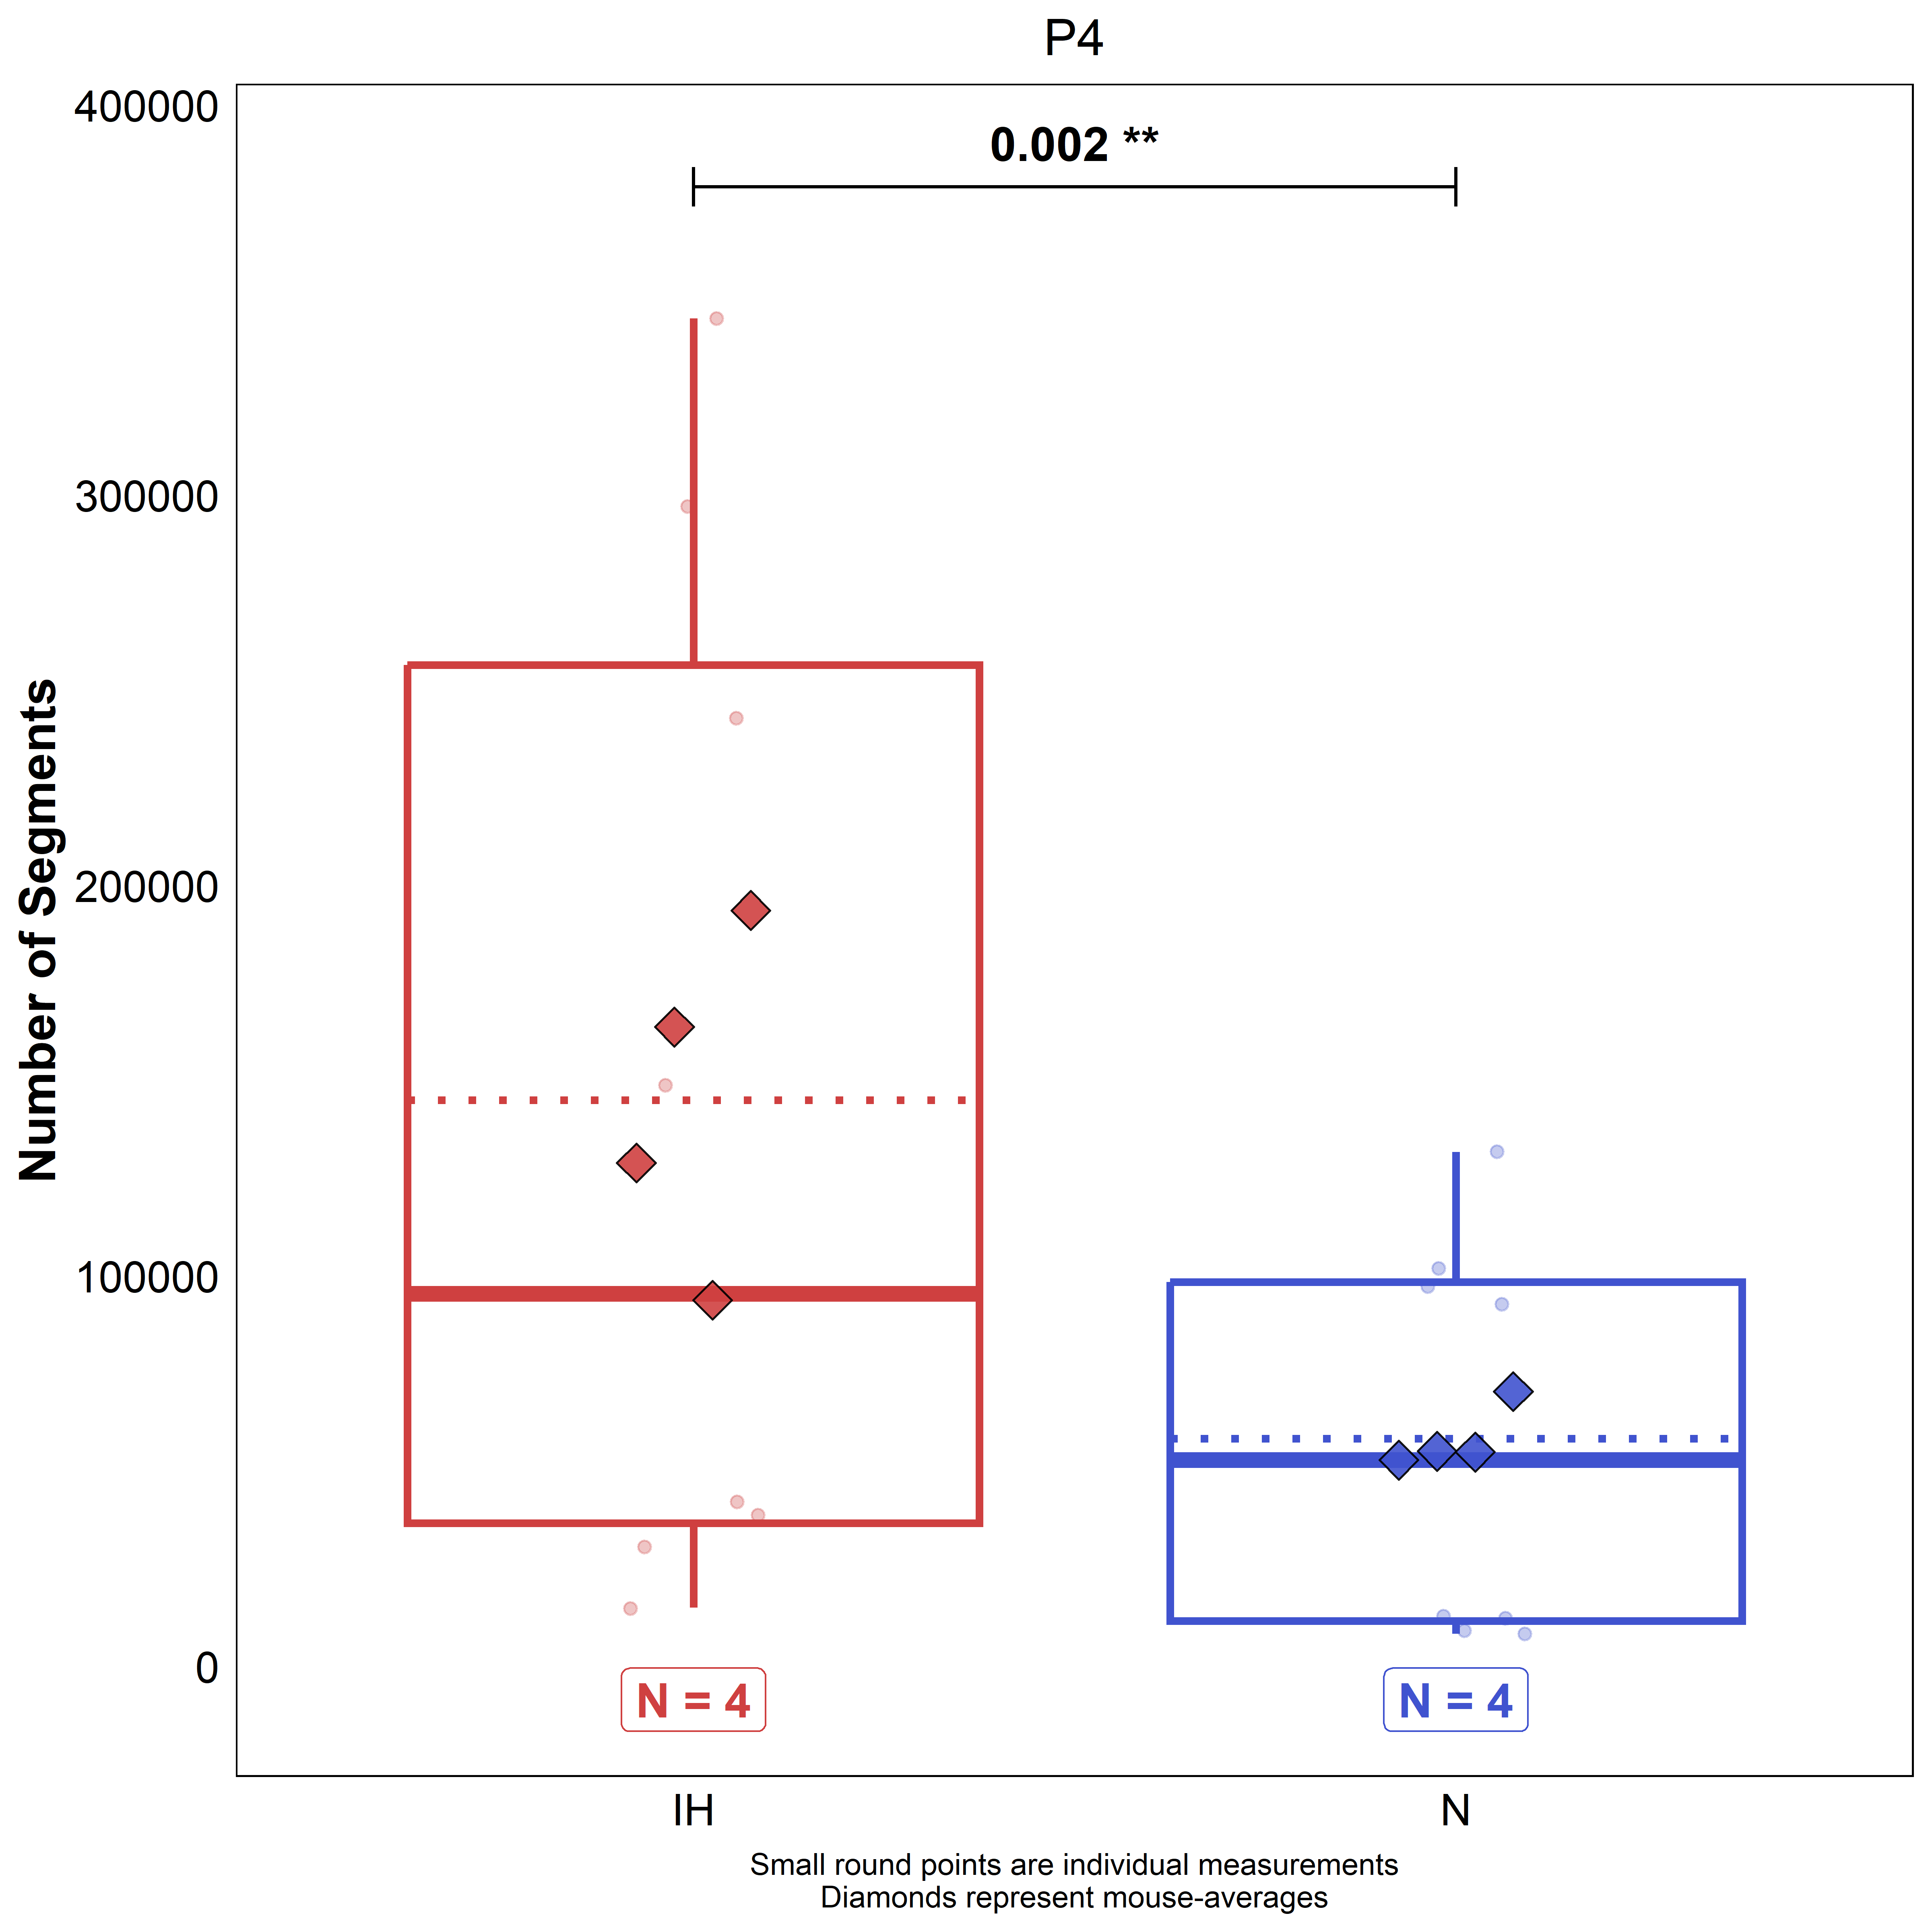 P4
400000
0.002 **
300000
200000
100000
0
Number of Segments
N = 4
N = 4
IH
N
Small round points are individual measurements
Diamonds represent mouse-averages